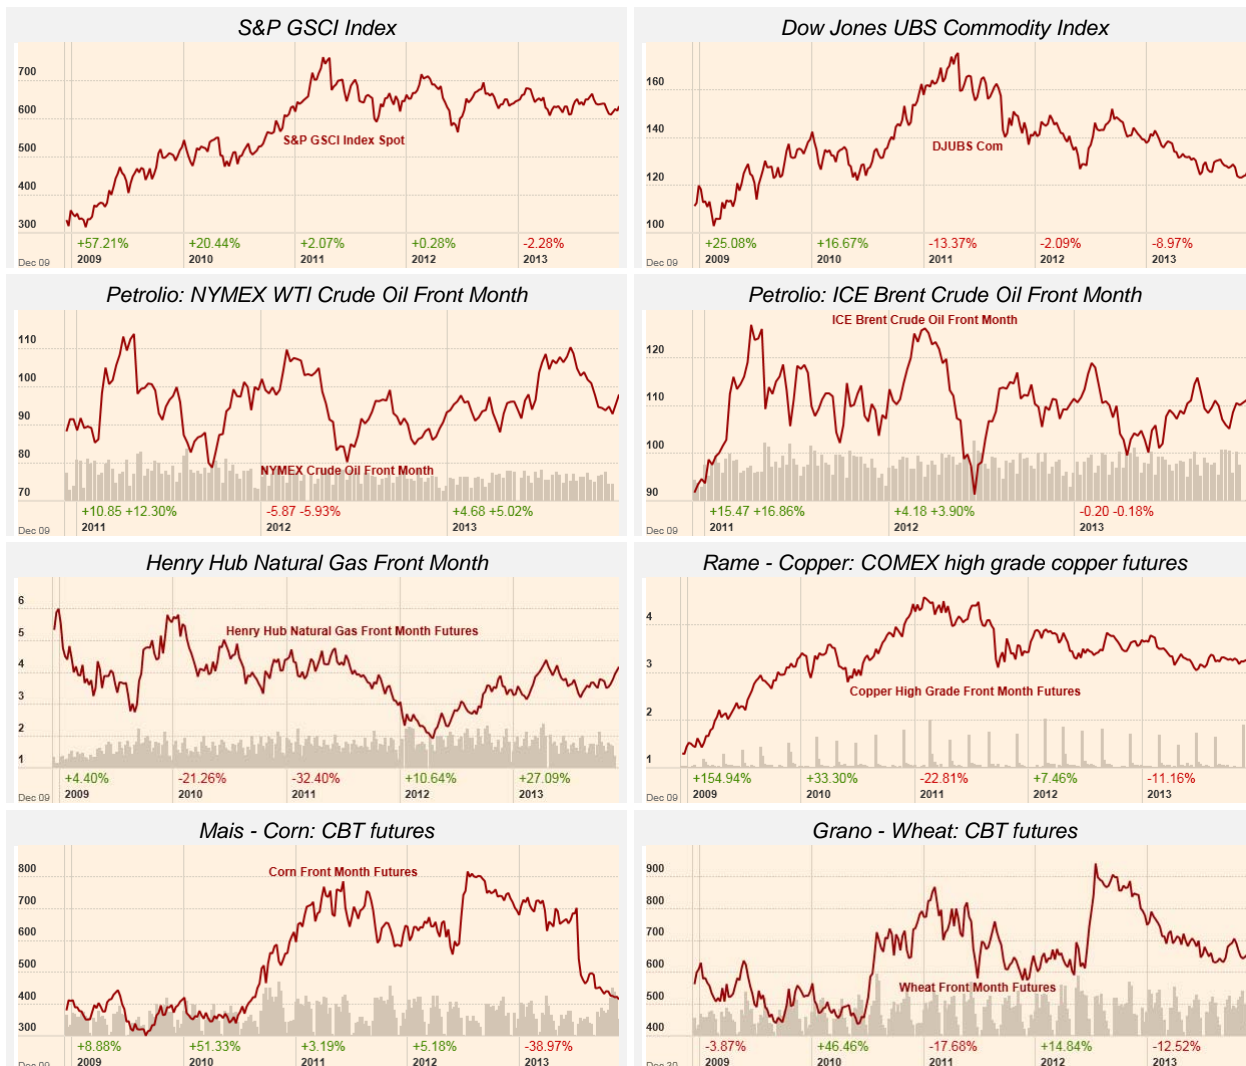 S&P GSCI Index
700
600
S&P GSCI Index Spot
500
400
300
+57.21% +20.44% +2.07% +0.28% -2.28%
Dec 09 2009 2010 2011 2012 2013
Dow Jones UBS Commodity Index
160
140
DJUBS Com
120
100
+25.08% +16.67% -13.37% -2.09% -8.97%
Dec 09 2009 2010 2011 2012 2013
Petrolio: NYMEX WTI Crude Oil Front Month
110
100
90
80
NYMEX Crude Oil Front Month
70
+10.85 +12.30% -5.87 -5.93% +4.68 +5.02%
Dec 09 2011 2012 2013
Petrolio: ICE Brent Crude Oil Front Month
ICE Brent Crude Oil Front Month
120
110
100
90
+15.47 +16.86% +4.18 +3.90% -0.20 -0.18%
Dec 09 2011 2012 2013
Henry Hub Natural Gas Front Month
6
Henry Hub Natural Gas Front Month Futures
5
4
3
2
1
+4.40% -21.26% -32.40% +10.64% +27.09%
Dec 09 2009 2010 2011 2012 2013
Rame - Copper: COMEX high grade copper futures
4
3
Copper High Grade Front Month Futures
2
1
+154.94% +33.30% -22.81% +7.46% -11.16%
Dec 09 2009 2010 2011 2012 2013
Mais - Corn: CBT futures
Corn Front Month Futures
800
700
600
500
400
300
+8.88% +51.33% +3.19% +5.18% -38.97%
Dec 09 2009 2010 2011 2012 2013
Grano - Wheat: CBT futures
900
800
700
600
Wheat Front Month Futures
500
400
-3.87% +46.46% -17.68% +14.84% -12.52%
2009 2010 2011 2012 2013